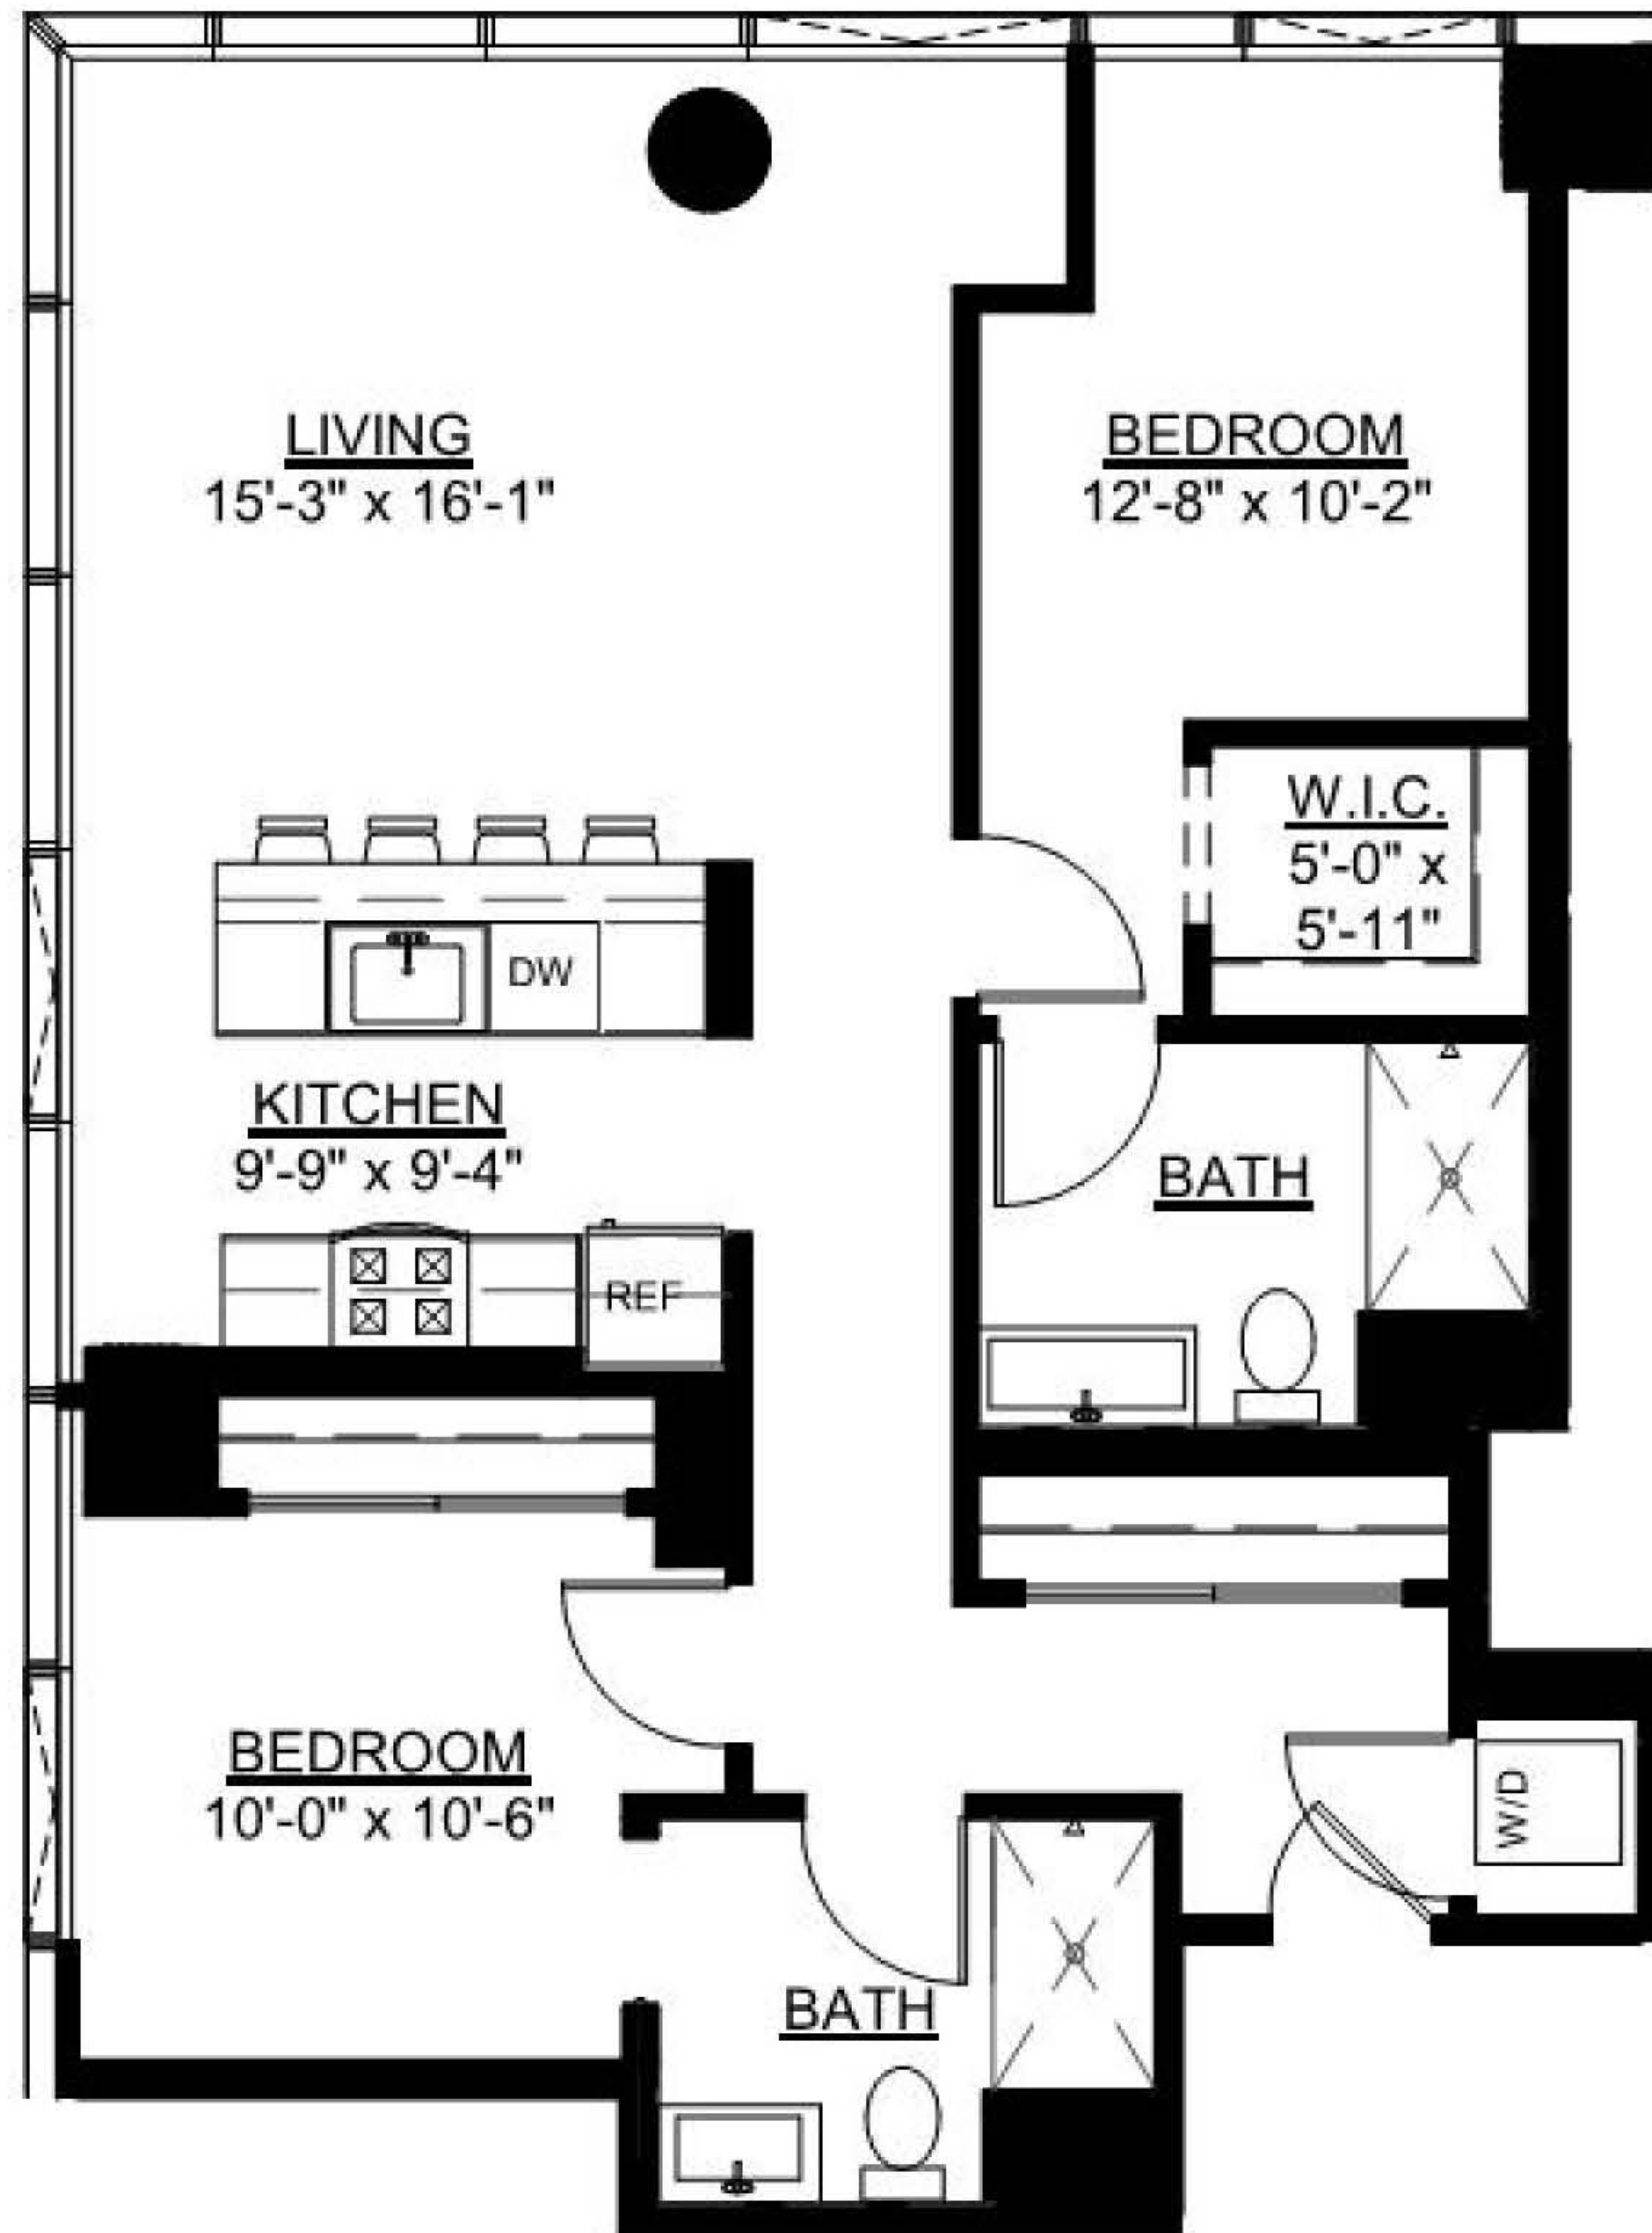 LIVING
15'-3" x 16'-1"
BEDROOM
12'-8" x 10'-2"
W.I.C.
5'-0" x
5'-11"
DW
KITCHEN
9'-9" x 9'-4"
BATH
REF
BEDROOM
10'-0" x 10'-6"
W/D
BATH